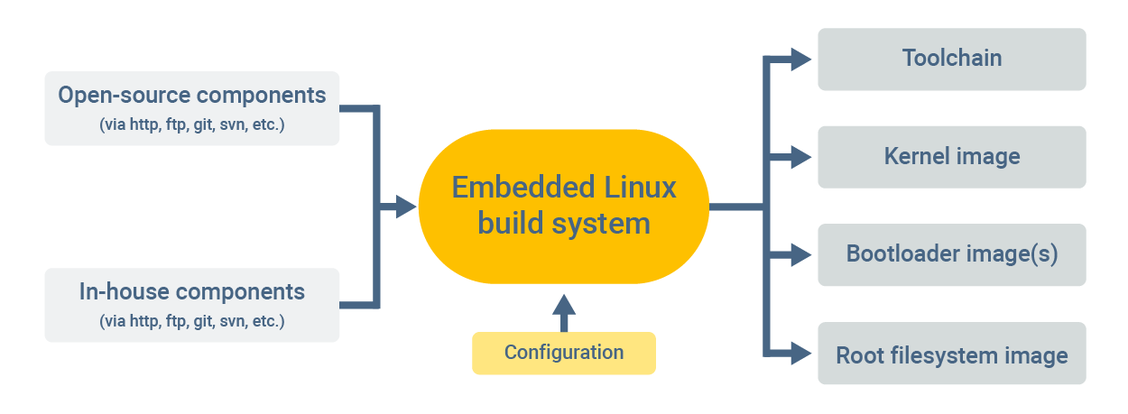 Open-source components
(via http, ftp, git, svn, etc.)
In-house components
(via http, ftp, git, svn, etc.)
Embedded Linux
build system
Configuration
Toolchain
Kernel image
Bootloader image(s)
Root filesystem image